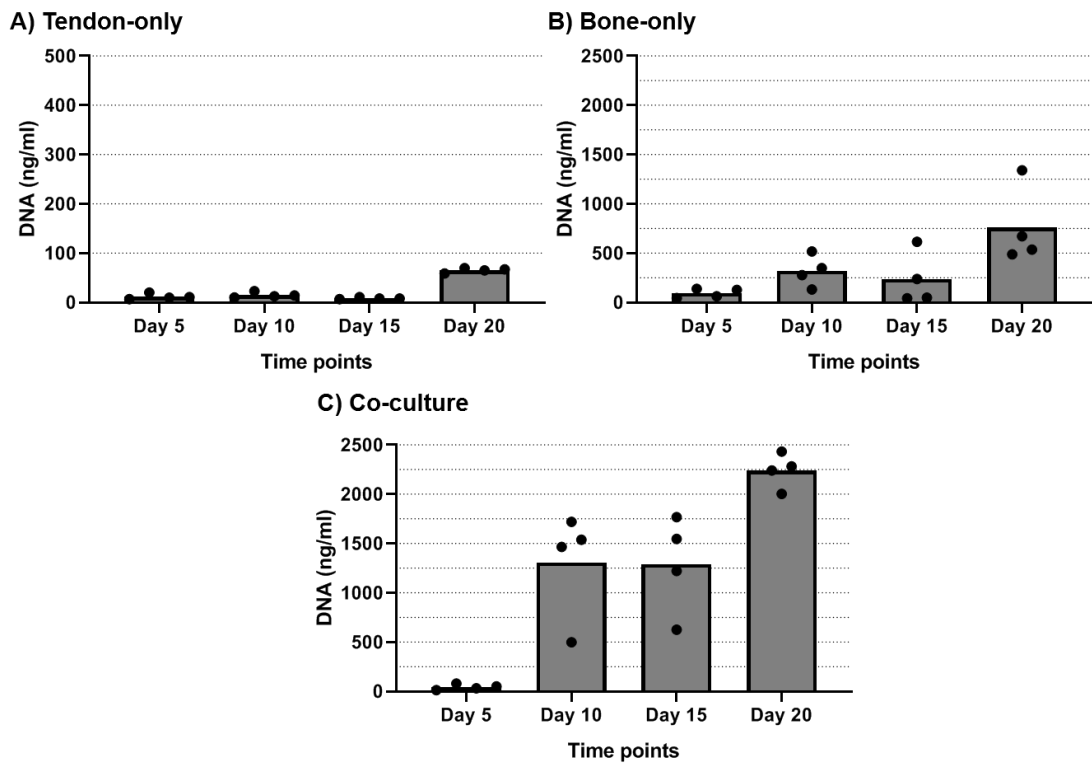 A) Tendon-only
DNA (ng/ml)
500
400
300
200
100
0
Day 5 Day 10 Day 15 Day 20
Time points
B) Bone-only
DNA (ng/ml)
2500
2000
1500
1000
500
0
Day 5 Day 10 Day 15 Day 20
Time points
C) Co-culture
DNA (ng/ml)
2500
2000
1500
1000
500
0
Day 5 Day 10 Day 15 Day 20
Time points